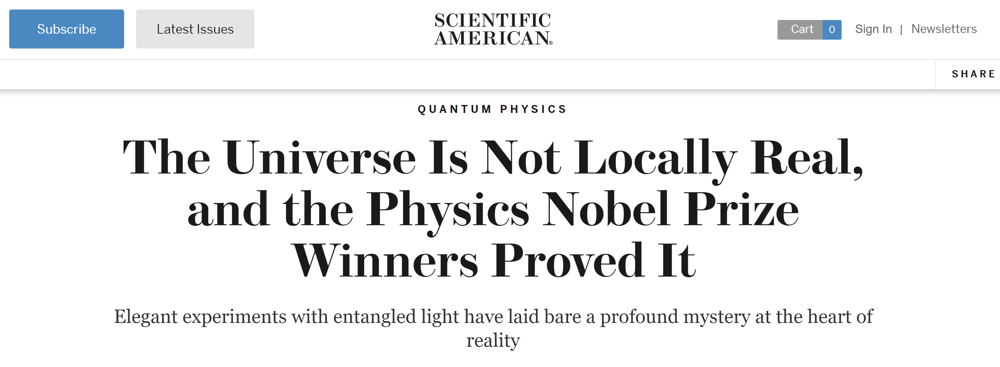 Subscribe
Latest Issues
SCIENTIFIC
AMERICAN®
Cart 0
Sign In | Newsletters
SHARE
QUANTUM PHYSICS
The Universe Is Not Locally Real,
and the Physics Nobel Prize
Winners Proved It
Elegant experiments with entangled light have laid bare a profound mystery at the heart of
reality